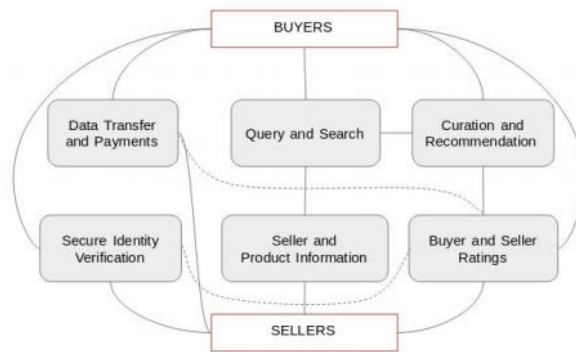 BUYERS
Data Transfer
and Payments
Query and Search
Curation and
Recommendation
Secure Identity
Verification
Seller and
Product Information
Buyer and Seller
Ratings
SELLERS